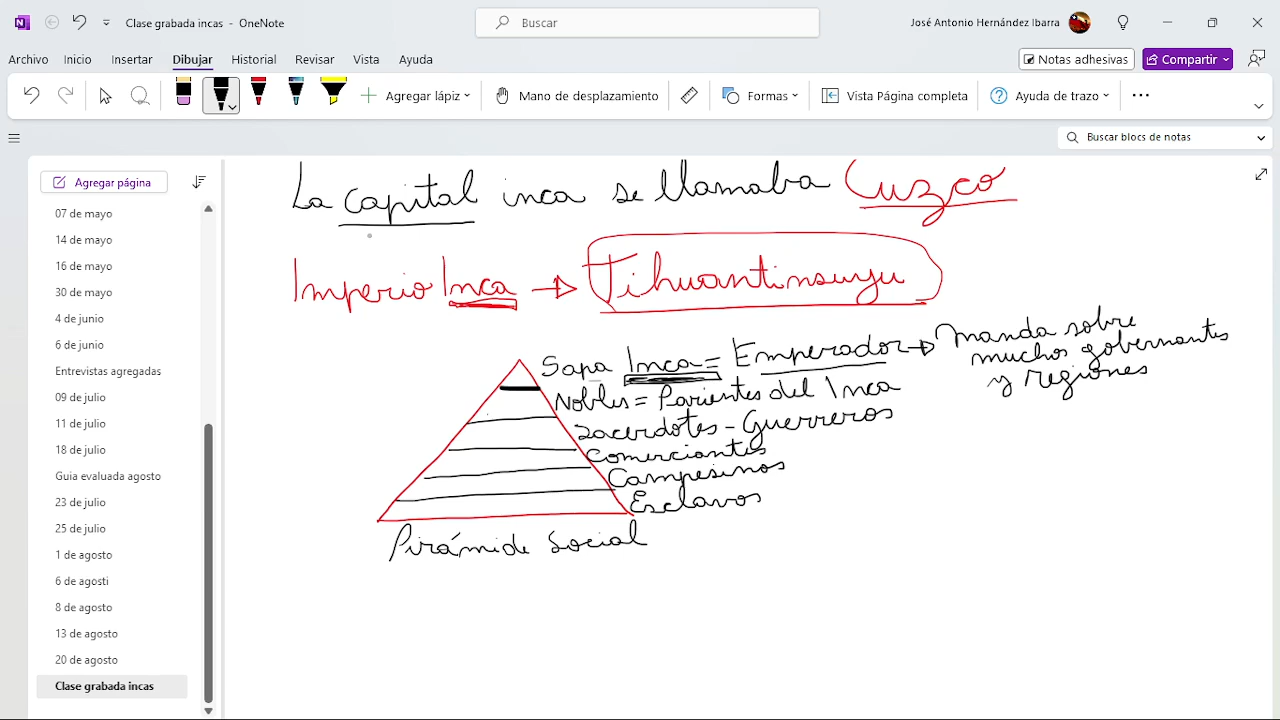 Clase grabada incas - OneNote
Buscar
José Antonio Hernández Ibarra
Archivo Inicio Insertar Dibujar Historial Revisar Vista Ayuda
Notas adhesivas Compartir
Agregar lápiz Mano de desplazamiento Formas Vista Página completa Ayuda de trazo
Buscar blocs de notas
Agregar página
07 de mayo
14 de mayo
16 de mayo
30 de mayo
4 de junio
6 de junio
Entrevistas agregadas
09 de julio
11 de julio
18 de julio
Guia evaluada agosto
23 de julio
25 de julio
1 de agosto
6 de agosti
8 de agosto
13 de agosto
20 de agosto
Clase grabada incas
La capital inca se llamaba Cuzco
Imperio Inca → Tihuantinsuyu
Sapa Inca = Emperador → Manda sobre
muchos gobernantes
y regiones
Nobles = Parientes del Inca
Sacerdotes - Guerreros
Comerciantes
Campesinos
Esclavos
Pirámide Social